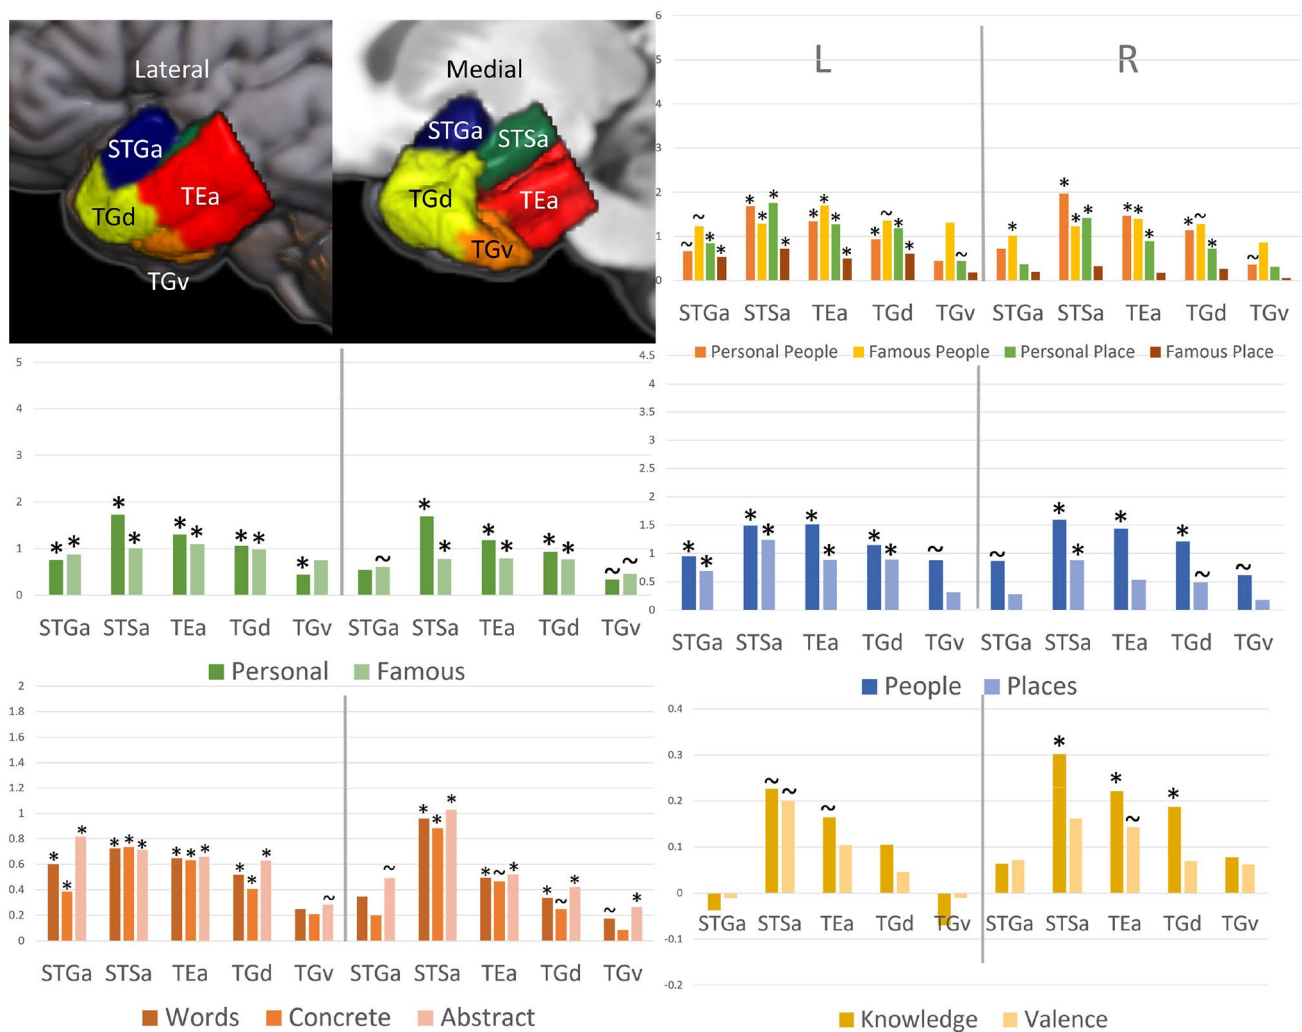 Lateral
STGa
TEa
TGd
TGv
Medial
STGa
STSa
TGd
TEa
TGv
6
5
4
3
2
1
0
L
R
~ ~ * * * * * * * * * * * ~ * * ~ * * * * * * * * ~ * ~
STGa STSa TEa TGd TGv STGa STSa TEa TGd TGv
Personal People Famous People Personal Place Famous Place
5
4
3
2
1
0
* * * * * * * * * ~ * * * * * * ~ ~
STGa STSa TEa TGd TGv STGa STSa TEa TGd TGv
Personal Famous
4.5
4
3.5
3
2.5
2
1.5
1
0.5
0
* * * * * * * * ~ ~ * * * * ~ ~
STGa STSa TEa TGd TGv STGa STSa TEa TGd TGv
People Places
2
1.8
1.6
1.4
1.2
1
0.8
0.6
0.4
0.2
0
* * * * * * * * * * * * ~ ~ * * * * ~ * * ~ * ~ *
STGa STSa TEa TGd TGv STGa STSa TEa TGd TGv
Words Concrete Abstract
0.4
0.3
0.2
0.1
0
-0.1
-0.2
~ ~ ~ * * ~ *
STGa STSa TEa TGd TGv STGa STSa TEa TGd TGv
Knowledge Valence